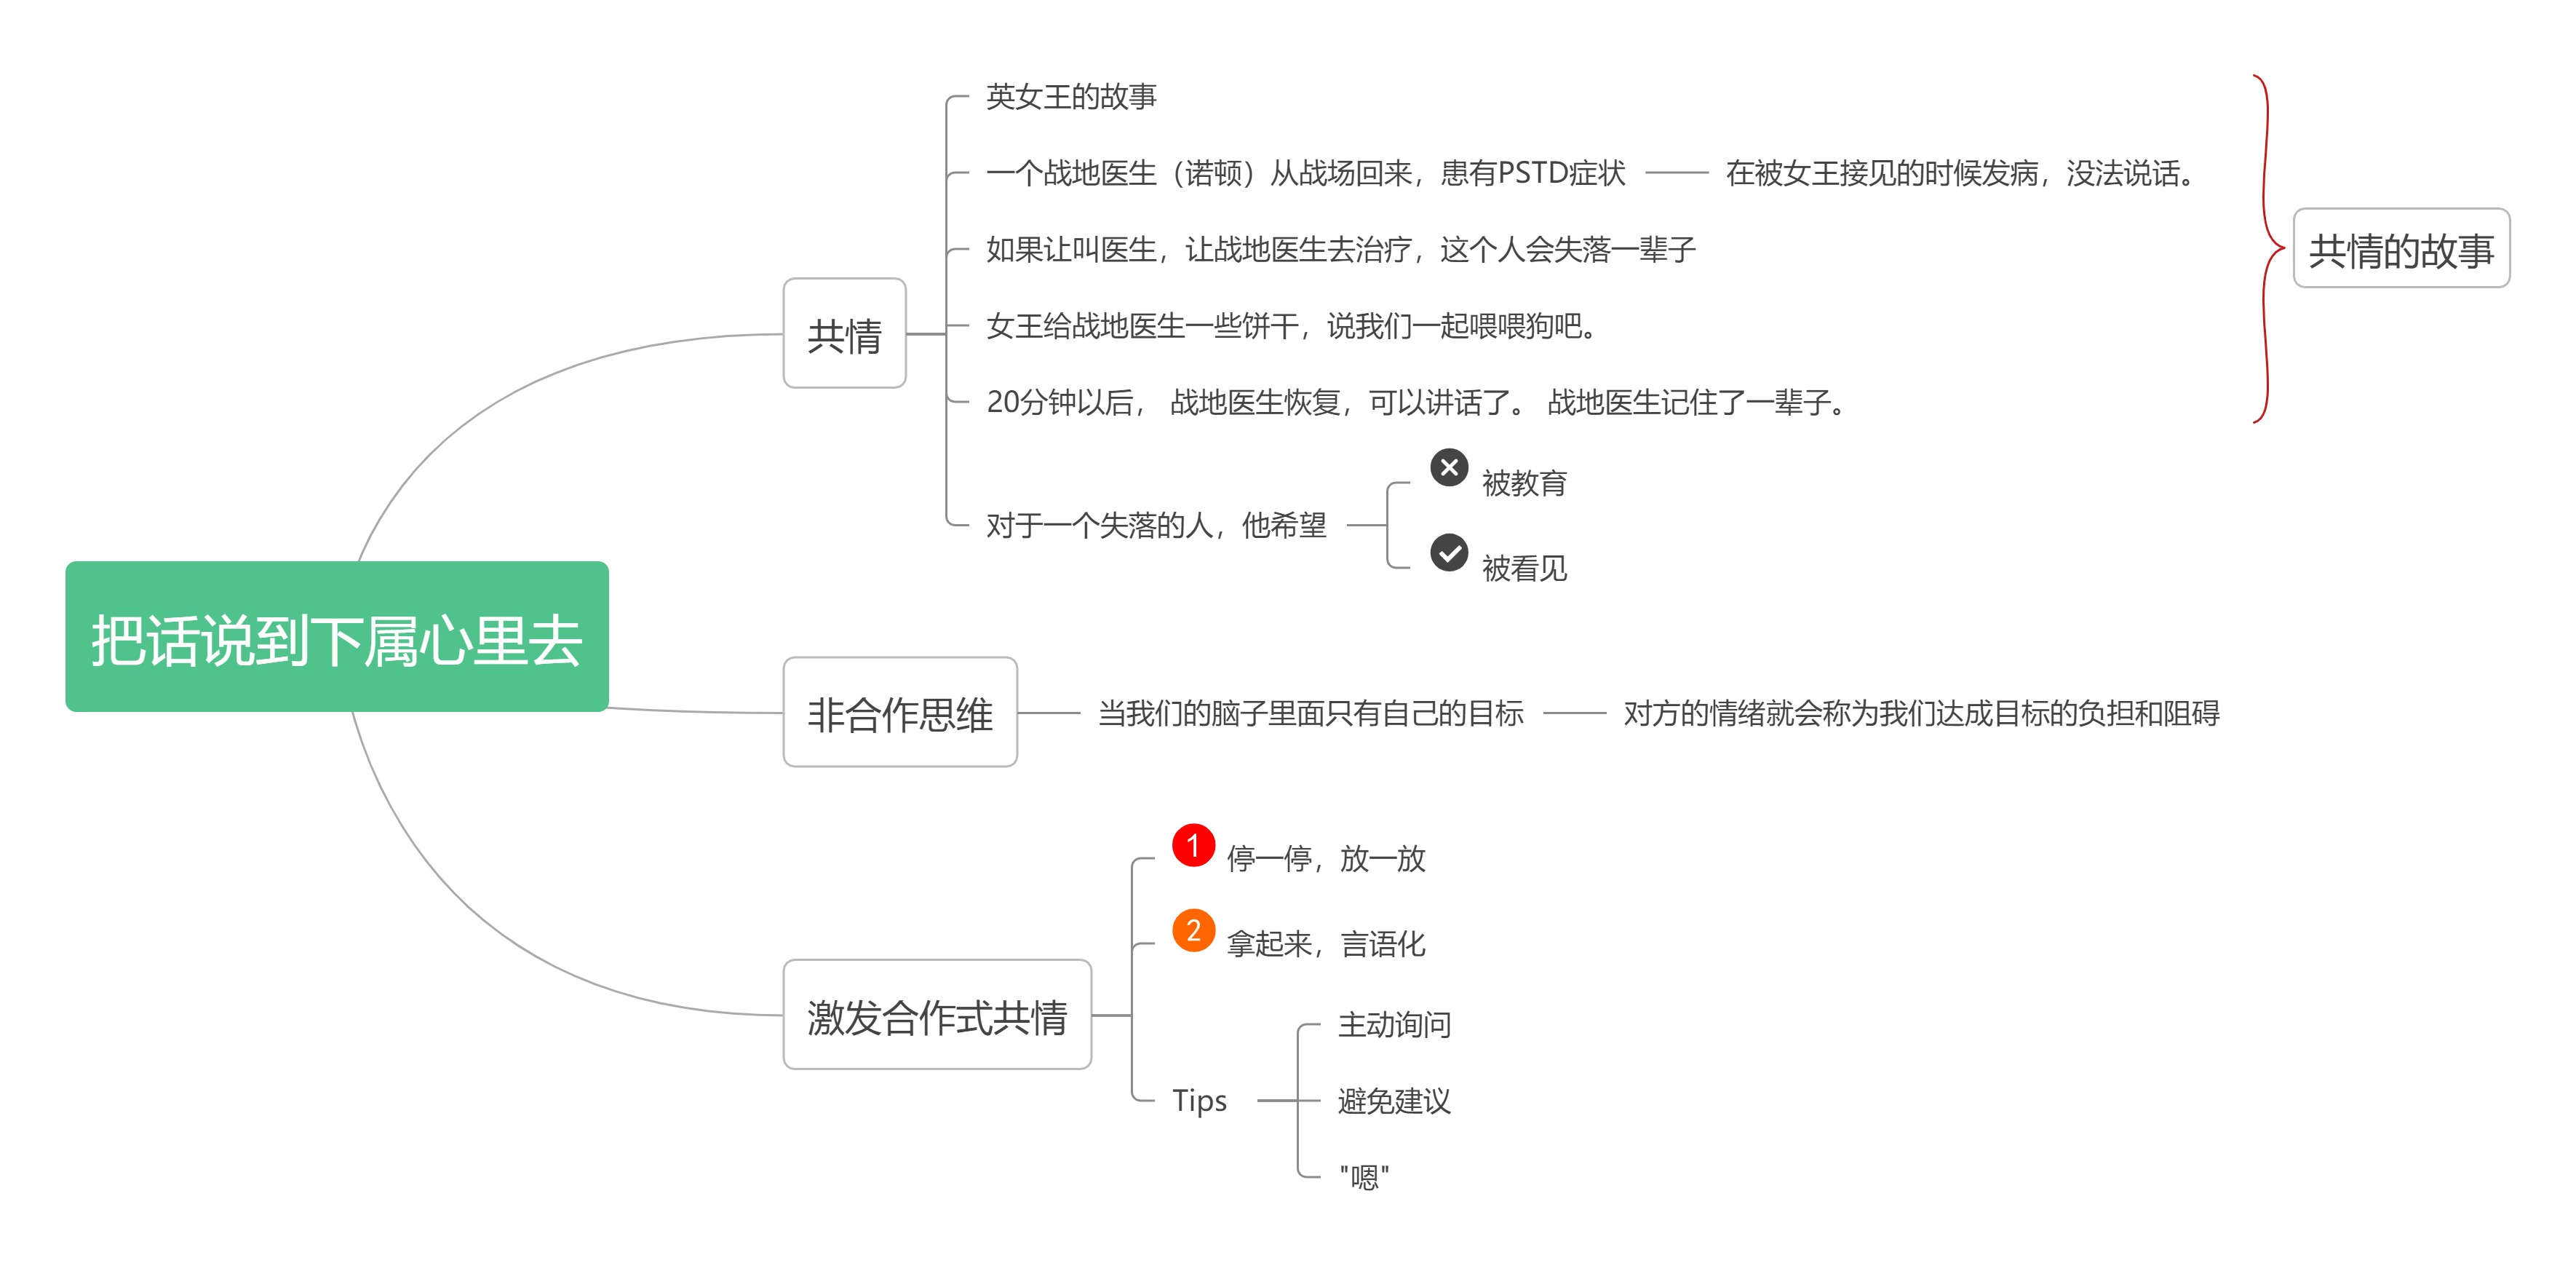 英女王的故事
一个战地医生（诺顿）从战场回来，患有PSTD症状
在被女王接见的时候发病，没法说话。
如果让叫医生，让战地医生去治疗，这个人会失落一辈子
共情的故事
共情
女王给战地医生一些饼干，说我们一起喂喂狗吧。
20分钟以后， 战地医生恢复，可以讲话了。 战地医生记住了一辈子。
对于一个失落的人，他希望
被教育
被看见
把话说到下属心里去
非合作思维
当我们的脑子里面只有自己的目标
对方的情绪就会称为我们达成目标的负担和阻碍
激发合作式共情
1 停一停，放一放
2 拿起来，言语化
Tips
主动询问
避免建议
"嗯"